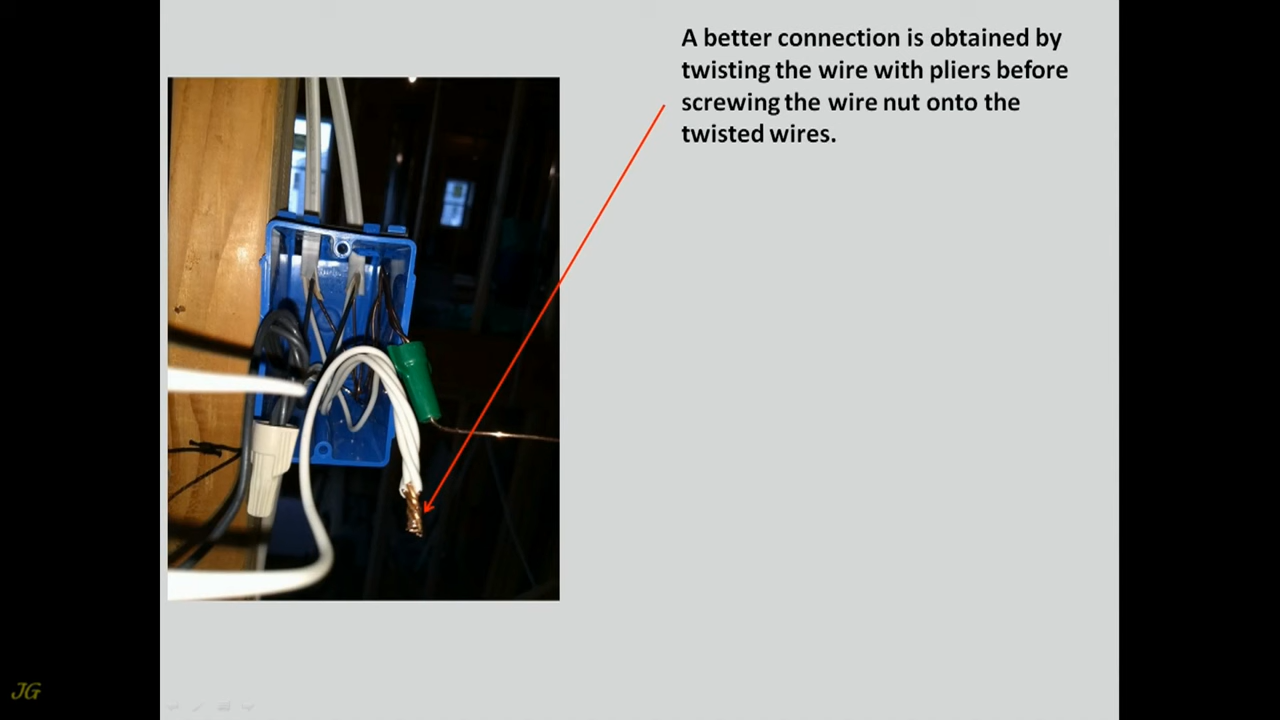 A better connection is obtained by
twisting the wire with pliers before
screwing the wire nut onto the
twisted wires.
JG